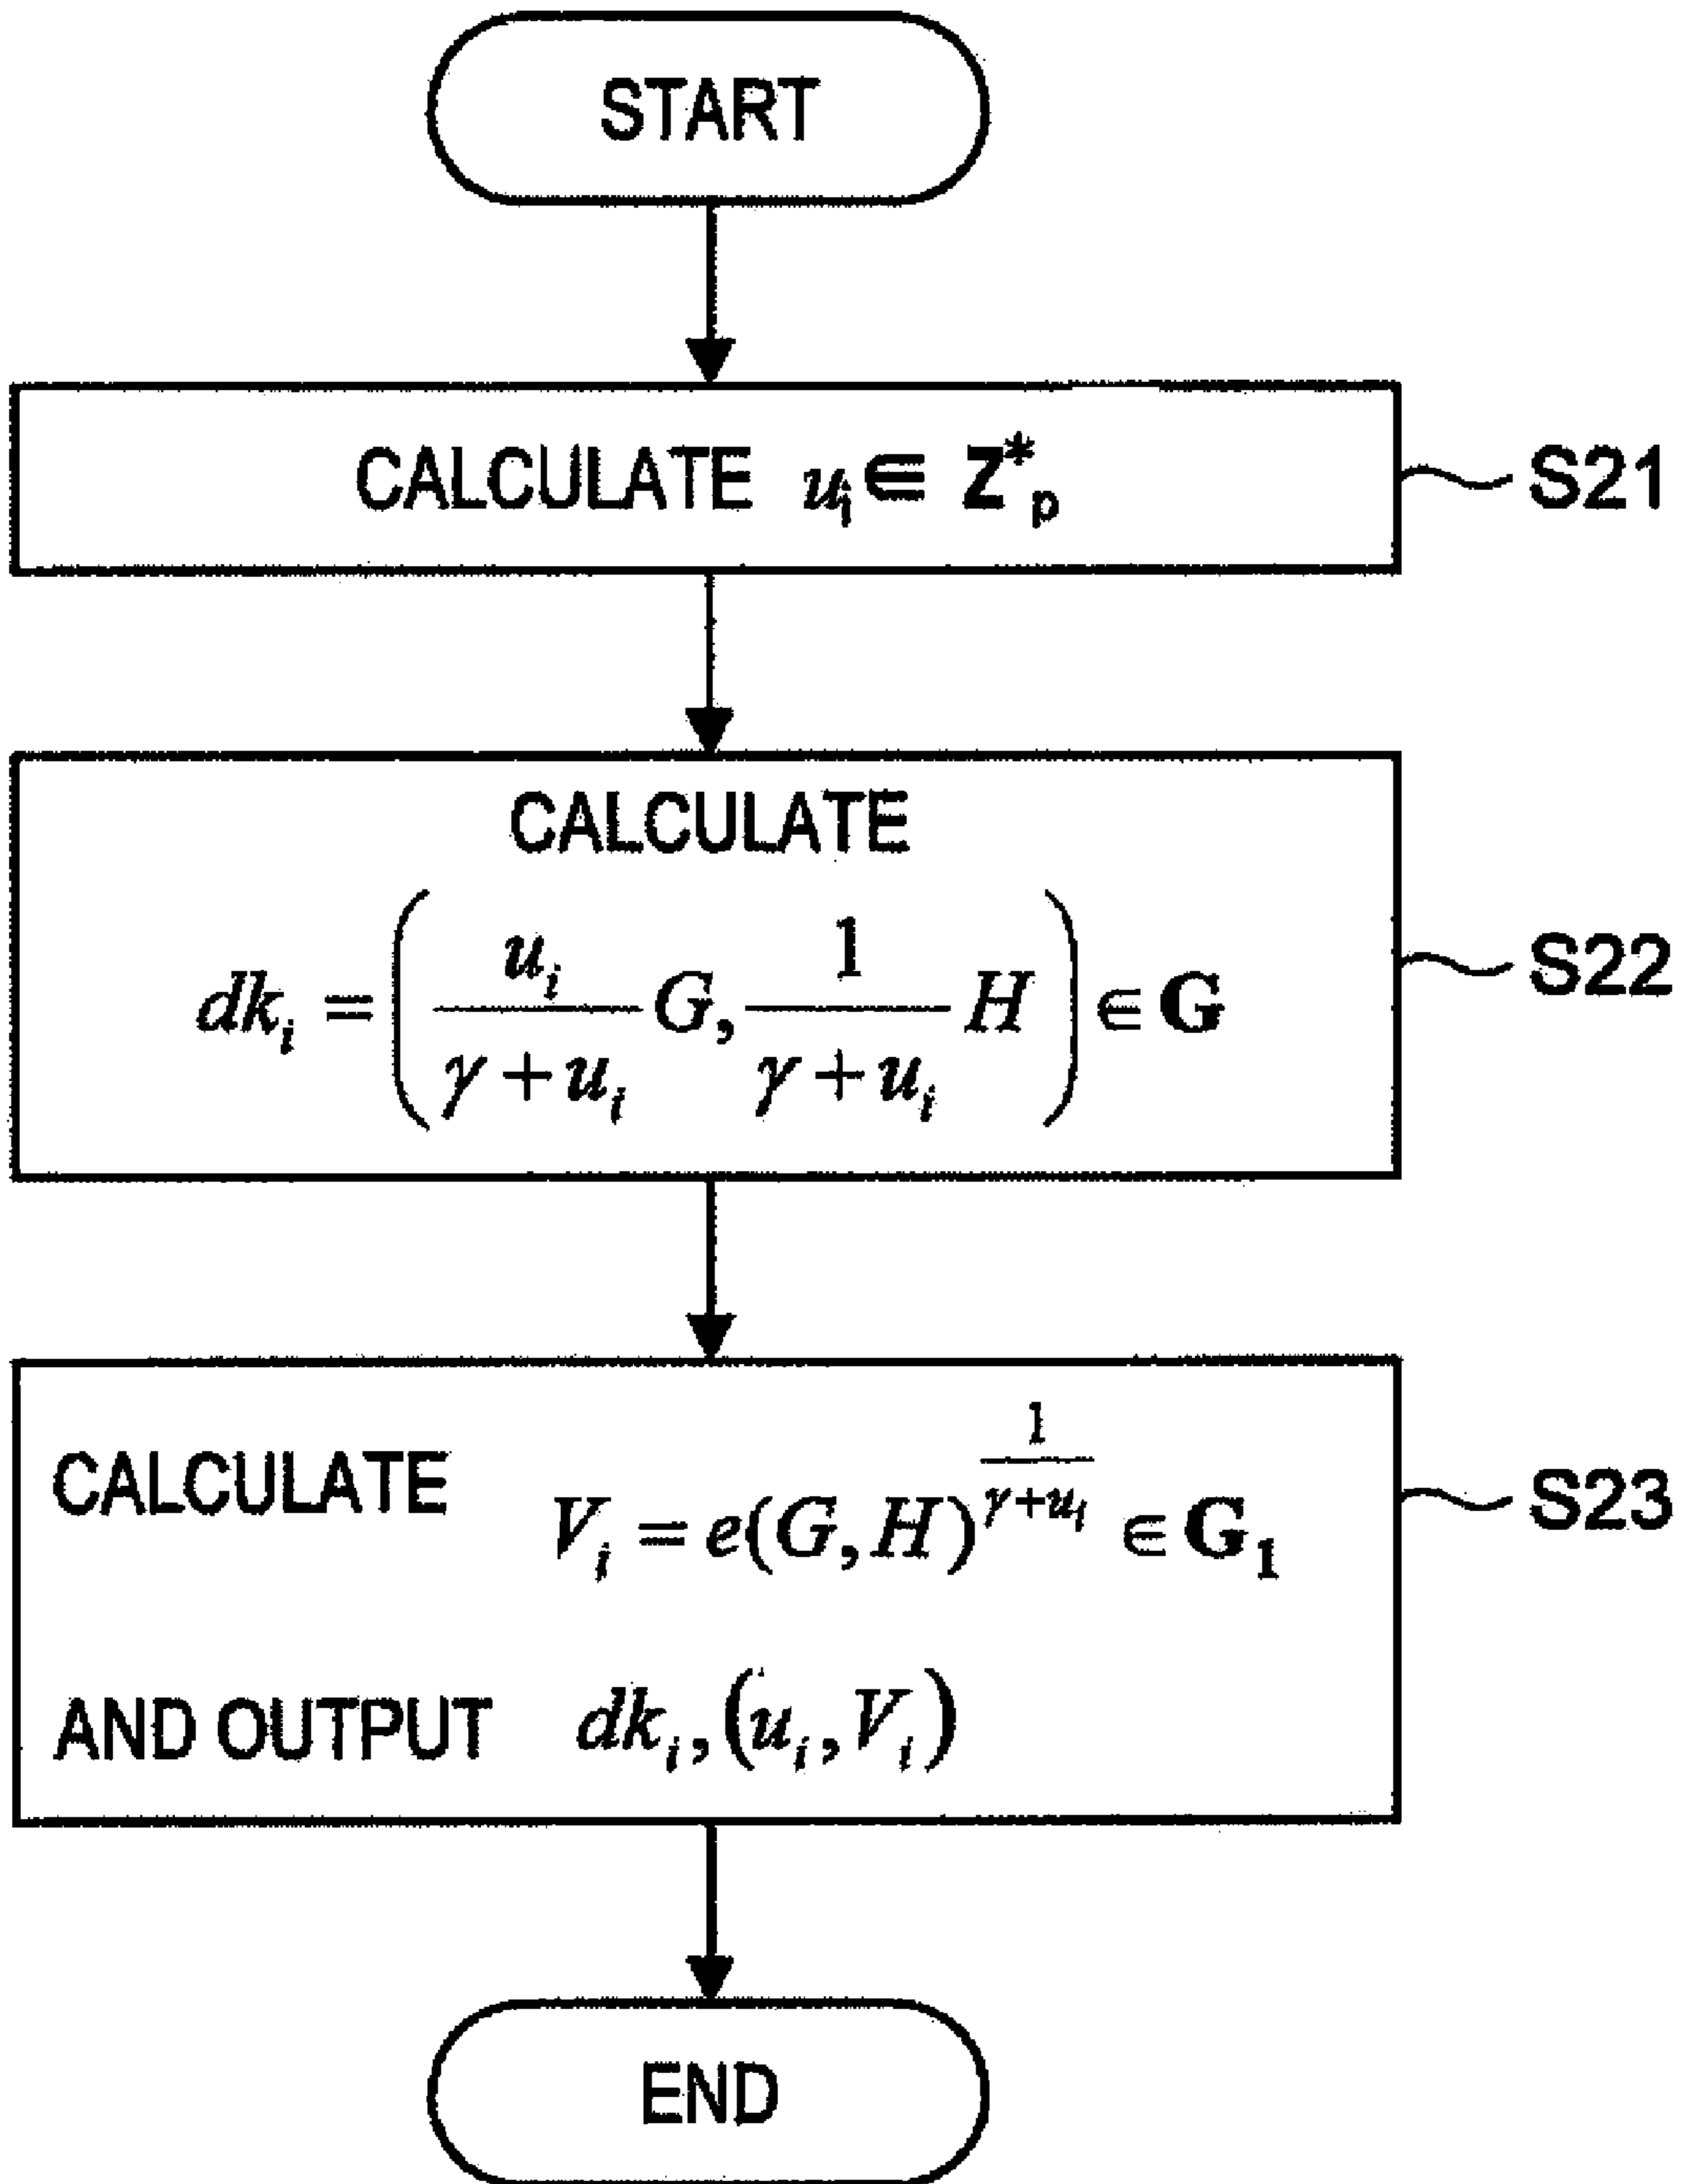 START
CALCULATE u_i ∈ Z*_p
S21
CALCULATE
dk_i = ( u_i / (γ + u_i) G, 1 / (γ + u_i) H ) ∈ G
S22
CALCULATE V_i = e(G, H)^(1 / (γ + u_i)) ∈ G_1
S23
AND OUTPUT dk_i, (u_i, V_i)
END